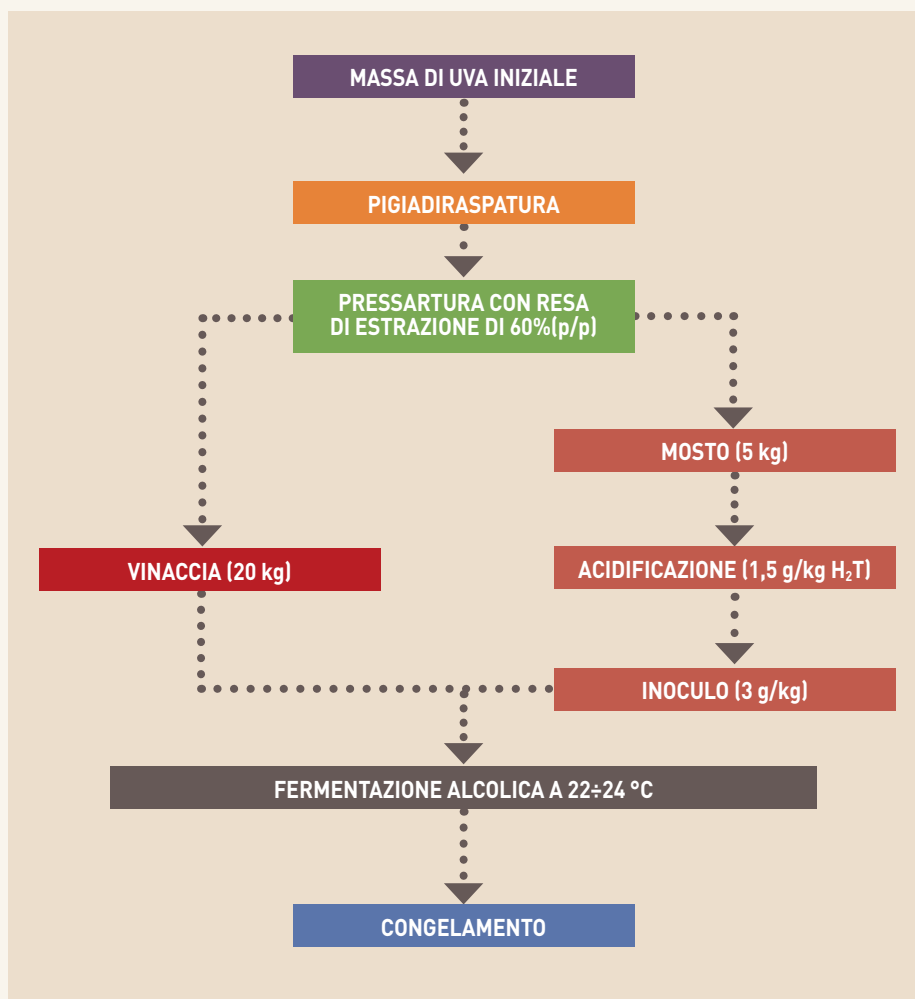 MASSA DI UVA INIZIALE
PIGIADIRASPATURA
PRESSARTURA CON RESA
DI ESTRAZIONE DI 60%(p/p)
MOSTO (5 kg)
VINACCIA (20 kg)
ACIDIFICAZIONE (1,5 g/kg H₂T)
INOCULO (3 g/kg)
FERMENTAZIONE ALCOLICA A 22÷24 °C
CONGELAMENTO